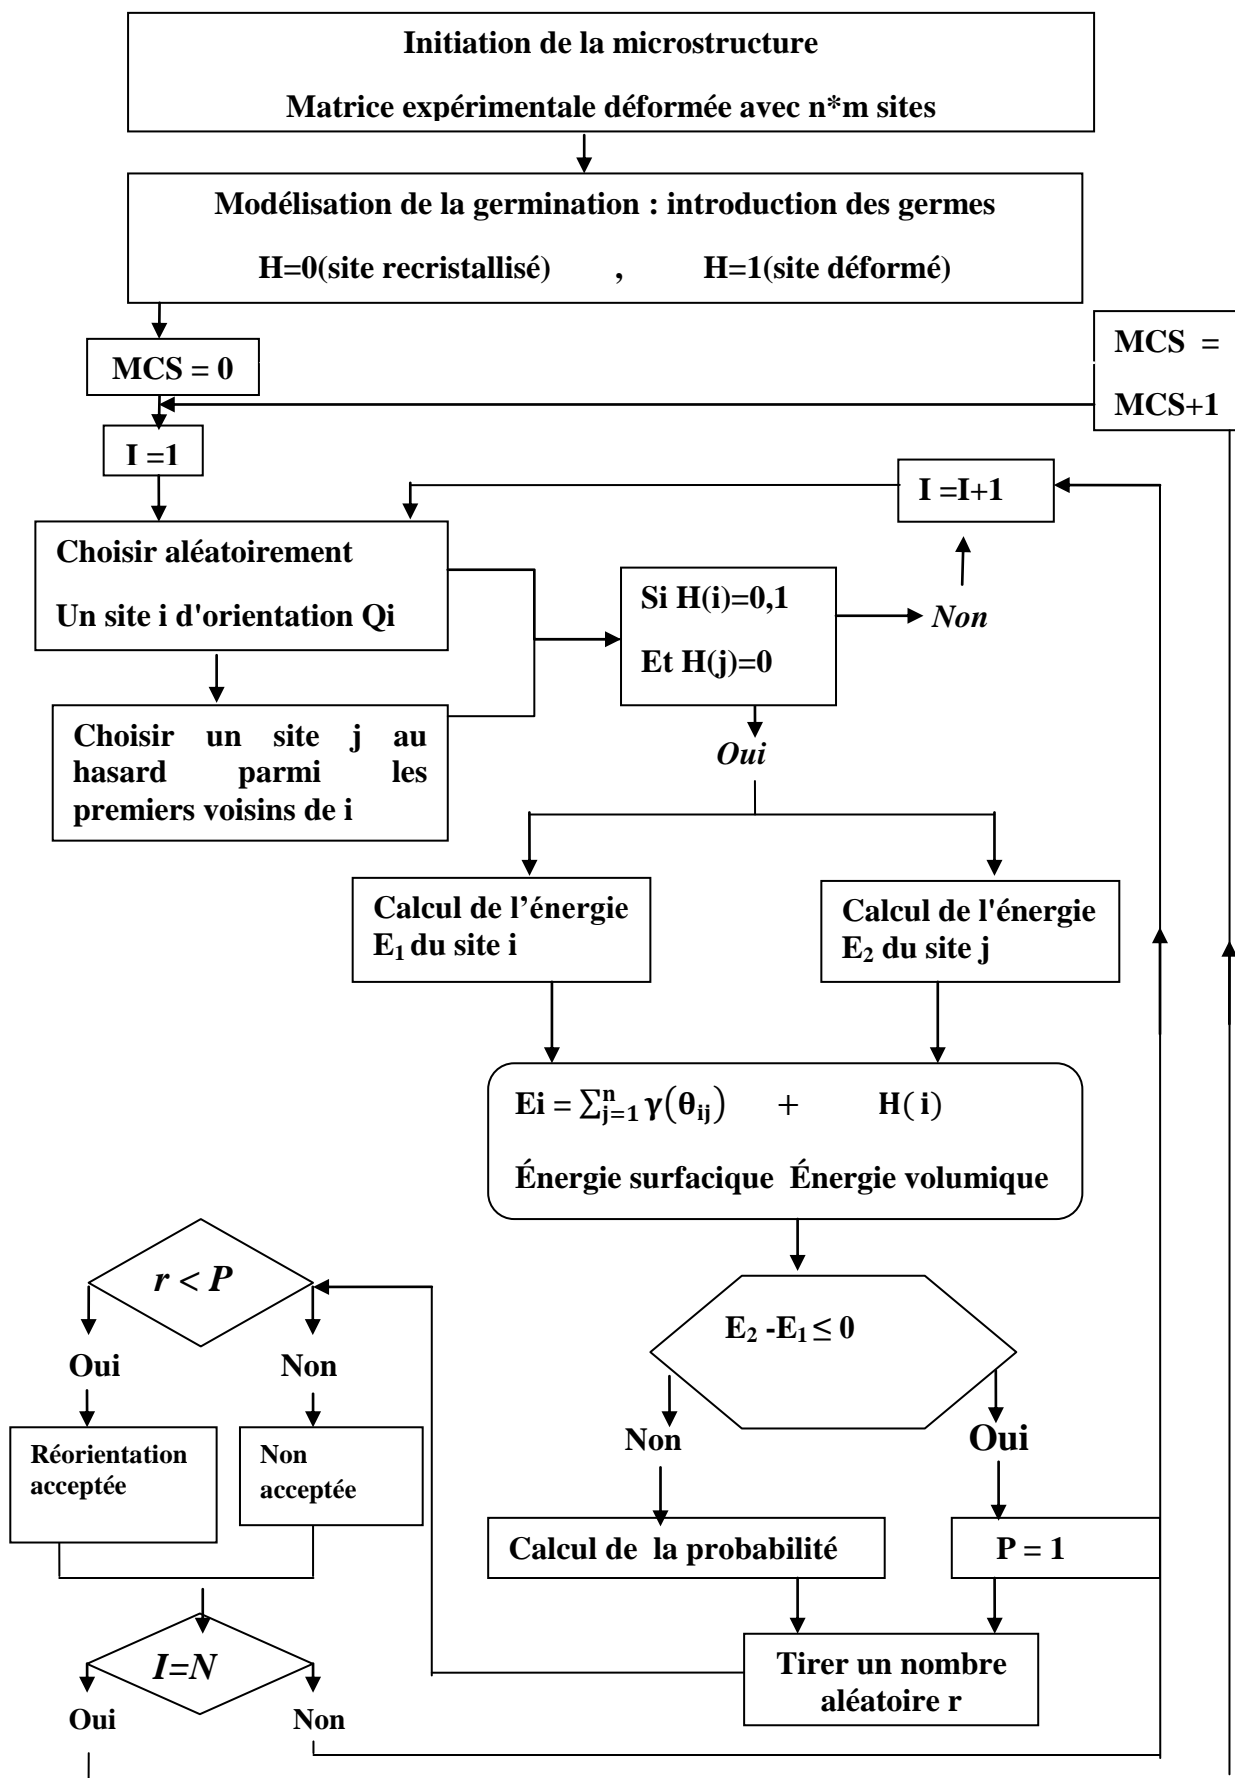 Initiation de la microstructure
Matrice expérimentale déformée avec n*m sites
Modélisation de la germination : introduction des germes
H=0(site recristallisé) , H=1(site déformé)
MCS = 0
MCS =
MCS+1
I =1
I =I+1
Choisir aléatoirement
Un site i d'orientation Qi
Si H(i)=0,1
Et H(j)=0
Non
Choisir un site j au
hasard parmi les
premiers voisins de i
Oui
Calcul de l’énergie
E₁ du site i
Calcul de l'énergie
E₂ du site j
Ei = ∑ⁿⱼ₌₁ γ(θᵢⱼ) + H( i )
Énergie surfacique Énergie volumique
r < P
E₂ -E₁ ≤ 0
Oui
Non
Non
Oui
Réorientation
acceptée
Non
acceptée
Calcul de la probabilité
P = 1
I=N
Tirer un nombre
aléatoire r
Oui
Non